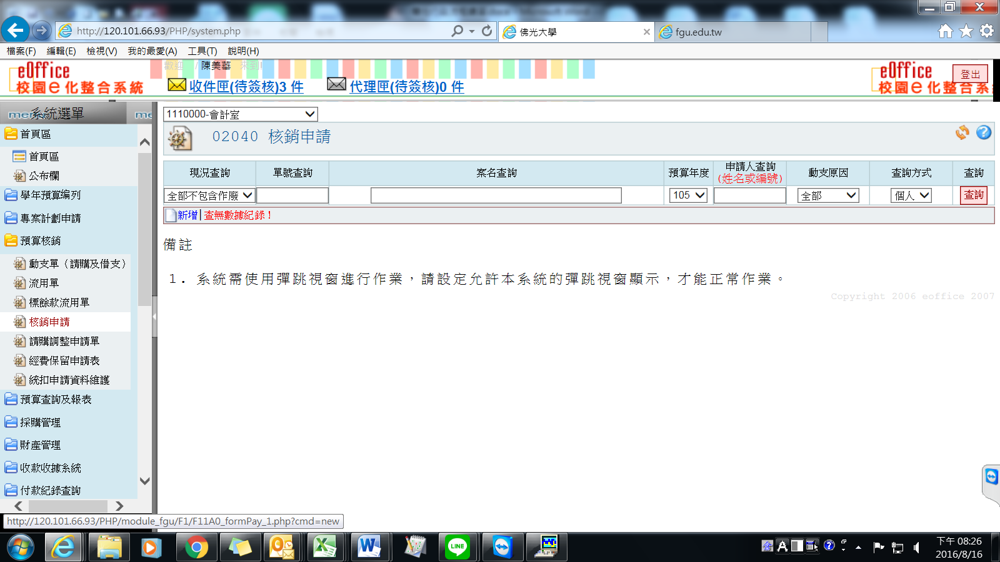 http://120.101.66.93/PHP/system.php
佛光大學
fgu.edu.tw
檔案(F) 編輯(E) 檢視(V) 我的最愛(A) 工具(T) 說明(H)
eOffice
校園e化整合系統
歡迎 / 陳美華 來到!
收件匣(待簽核)3 件
代理匣(待簽核)0 件
eOffice
校園e化整合系
登出
系統選單
首頁區
首頁區
公布欄
學年預算編列
專案計劃申請
預算核銷
動支單（請購及借支）
流用單
標餘款流用單
核銷申請
請購調整申請單
經費保留申請表
統扣申請資料維護
預算查詢及報表
採購管理
財產管理
收款收據系統
付款紀錄查詢
1110000-會計室
02040 核銷申請
現況查詢 單號查詢 案名查詢 預算年度 申請人查詢 (姓名或編號) 動支原因 查詢方式 查詢
全部不包含作廢 105 全部 個人 查詢
新增|查無數據紀錄！
備註
1. 系統需使用彈跳視窗進行作業，請設定允許本系統的彈跳視窗顯示，才能正常作業。
Copyright 2006 eoffice 2007
http://120.101.66.93/PHP/module_fgu/F1/F11A0_formPay_1.php?cmd=new
LINE
下午 08:26
2016/8/16